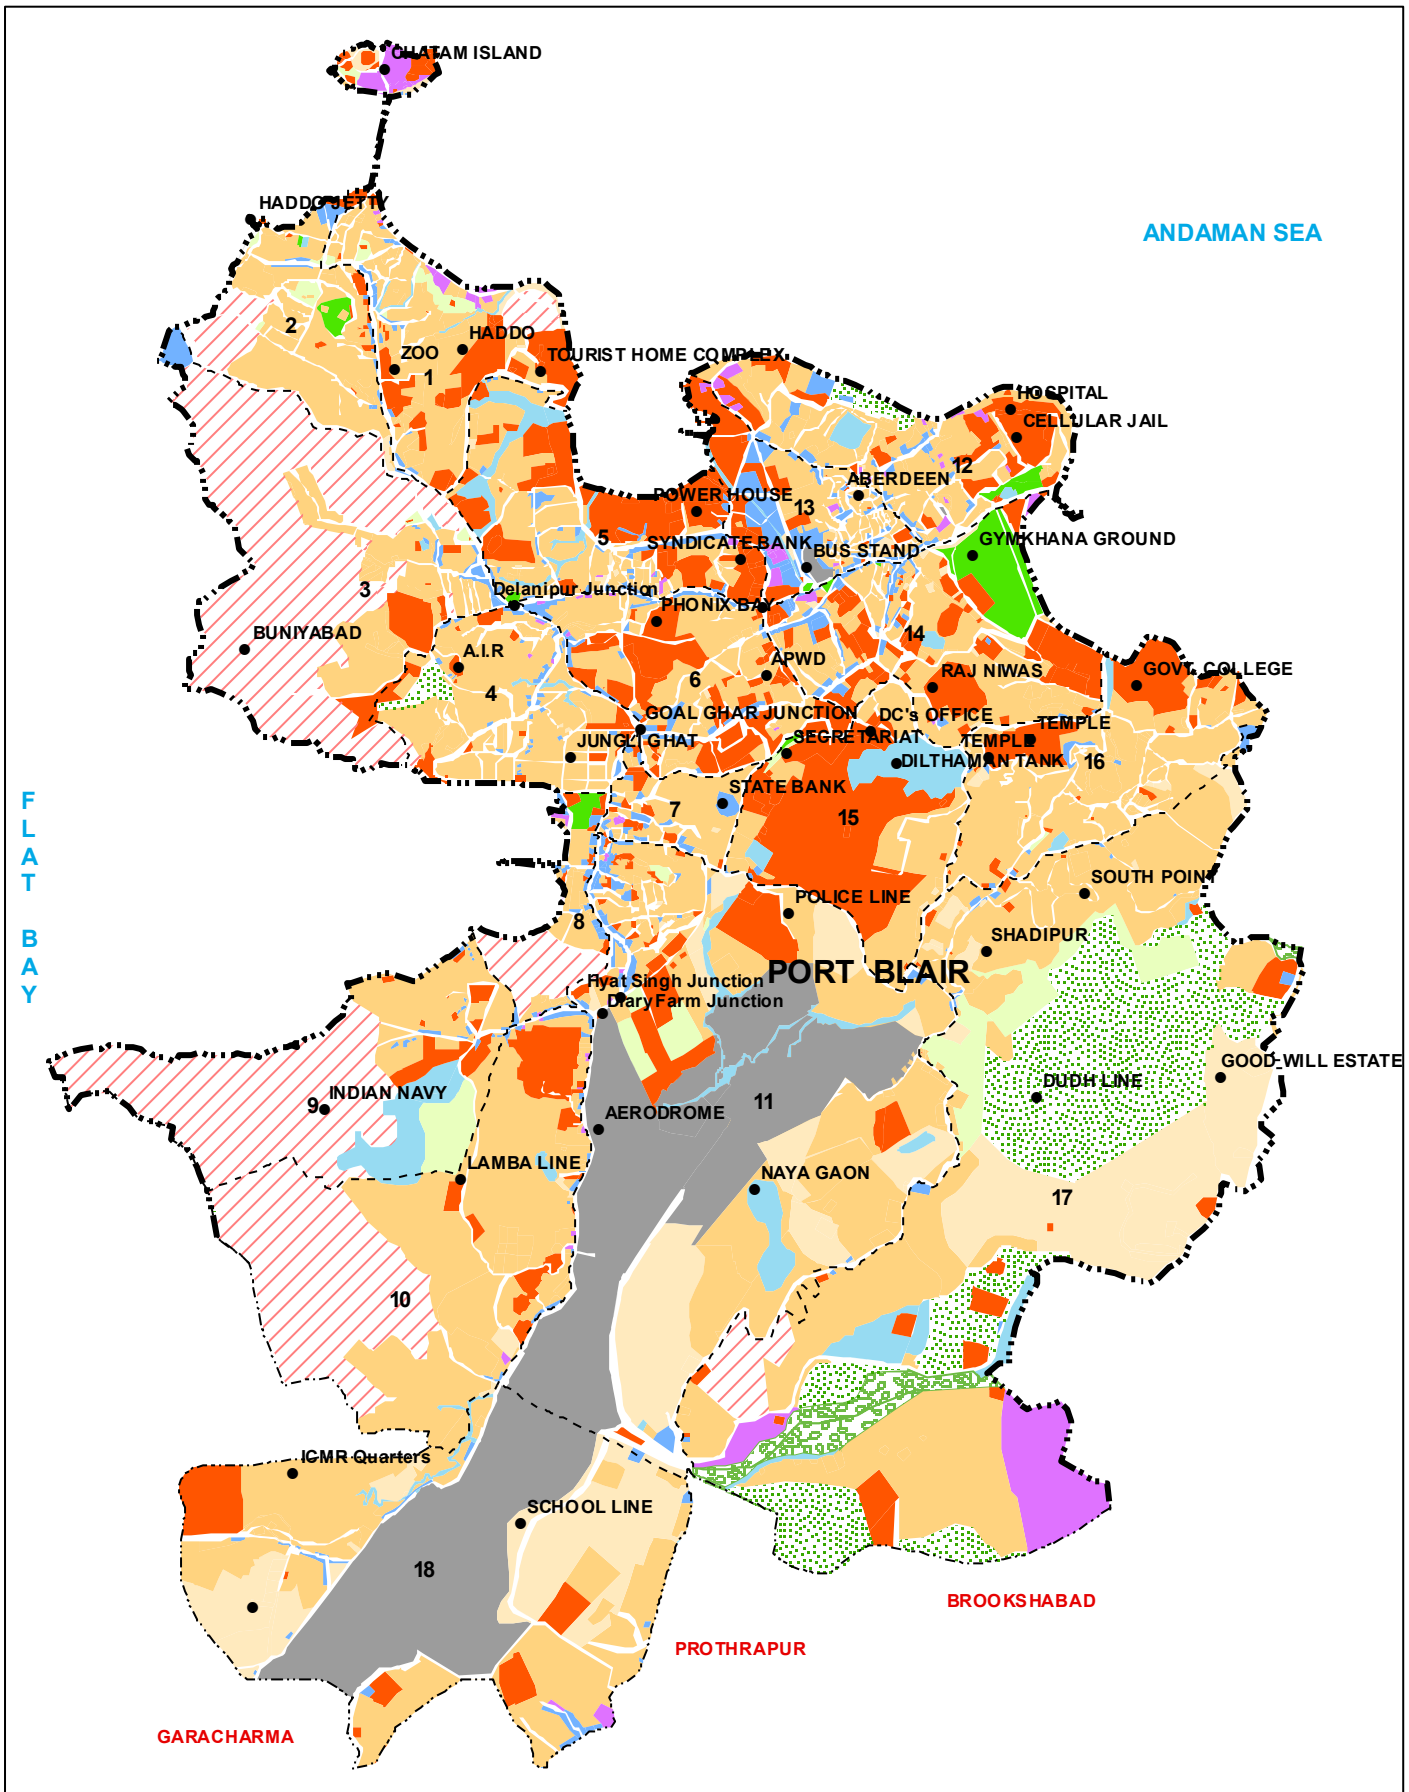 CHATAM ISLAND
HADDO JETTY
ANDAMAN SEA
2
HADDO
ZOO
1
TOURIST HOME COMPLEX
HOSPITAL
CELLULAR JAIL
12
ABERDEEN
POWER HOUSE
13
5
SYNDICATE BANK
BUS STAND
GYMKHANA GROUND
3
Delanipur Junction
PHONIX BAY
BUNIYABAD
14
A.I.R
4
6
APWD
RAJ NIWAS
GOVT. COLLEGE
GOAL GHAR JUNCTION
DC's OFFICE
TEMPLE
JUNGLI GHAT
SECRETARIAT
TEMPLE
DILTHAMAN TANK
16
STATE BANK
7
15
FLAT BAY
SOUTH POINT
POLICE LINE
8
SHADIPUR
PORT BLAIR
Hyat Singh Junction
Diary Farm Junction
GOOD-WILL ESTATE
DUDH LINE
INDIAN NAVY
9
11
AERODROME
LAMBA LINE
NAYA GAON
17
10
ICMR Quarters
SCHOOL LINE
18
BROOKSHABAD
PROTHRAPUR
GARACHARMA